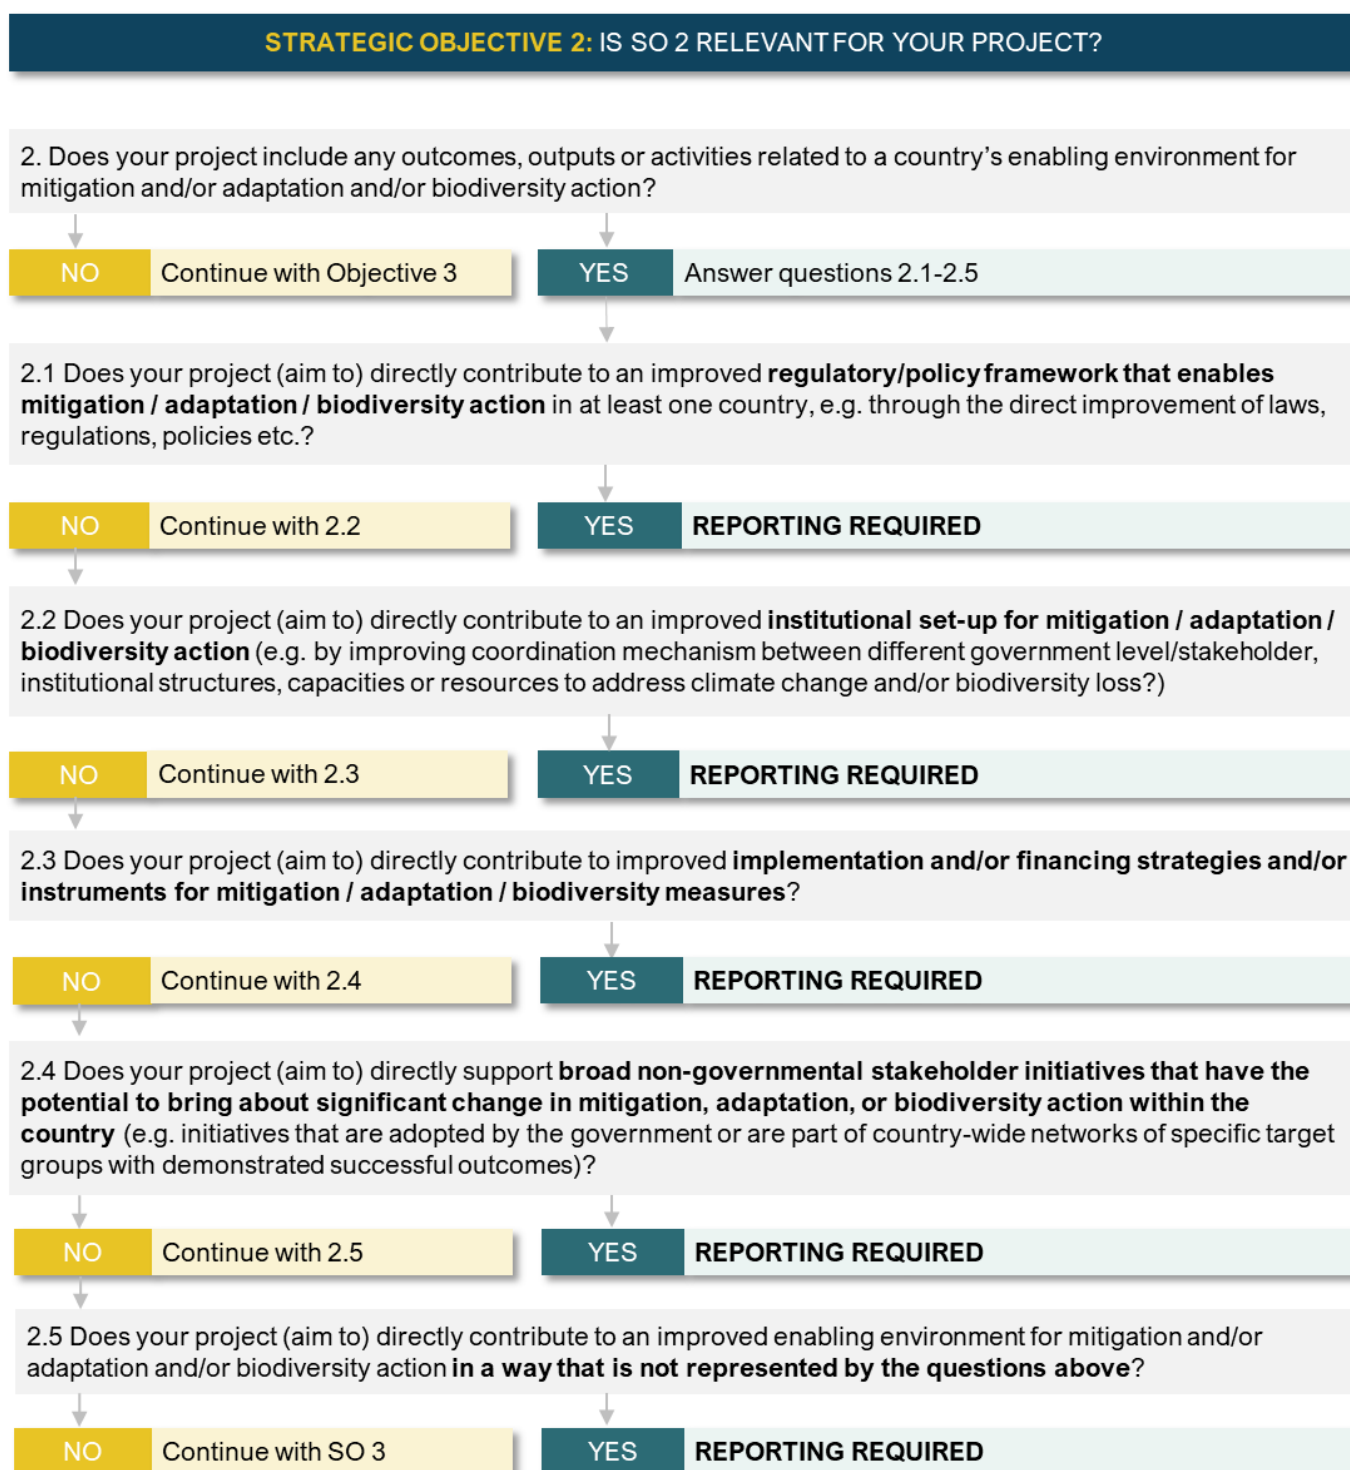 STRATEGIC OBJECTIVE 2: IS SO 2 RELEVANT FOR YOUR PROJECT?
2. Does your project include any outcomes, outputs or activities related to a country's enabling environment for
mitigation and/or adaptation and/or biodiversity action?
NO Continue with Objective 3 YES Answer questions 2.1-2.5
2.1 Does your project (aim to) directly contribute to an improved regulatory/policy framework that enables
mitigation / adaptation / biodiversity action in at least one country, e.g. through the direct improvement of laws,
regulations, policies etc.?
NO Continue with 2.2 YES REPORTING REQUIRED
2.2 Does your project (aim to) directly contribute to an improved institutional set-up for mitigation / adaptation /
biodiversity action (e.g. by improving coordination mechanism between different government level/stakeholder,
institutional structures, capacities or resources to address climate change and/or biodiversity loss?)
NO Continue with 2.3 YES REPORTING REQUIRED
2.3 Does your project (aim to) directly contribute to improved implementation and/or financing strategies and/or
instruments for mitigation / adaptation / biodiversity measures?
NO Continue with 2.4 YES REPORTING REQUIRED
2.4 Does your project (aim to) directly support broad non-governmental stakeholder initiatives that have the
potential to bring about significant change in mitigation, adaptation, or biodiversity action within the
country (e.g. initiatives that are adopted by the government or are part of country-wide networks of specific target
groups with demonstrated successful outcomes)?
NO Continue with 2.5 YES REPORTING REQUIRED
2.5 Does your project (aim to) directly contribute to an improved enabling environment for mitigation and/or
adaptation and/or biodiversity action in a way that is not represented by the questions above?
NO Continue with SO 3 YES REPORTING REQUIRED